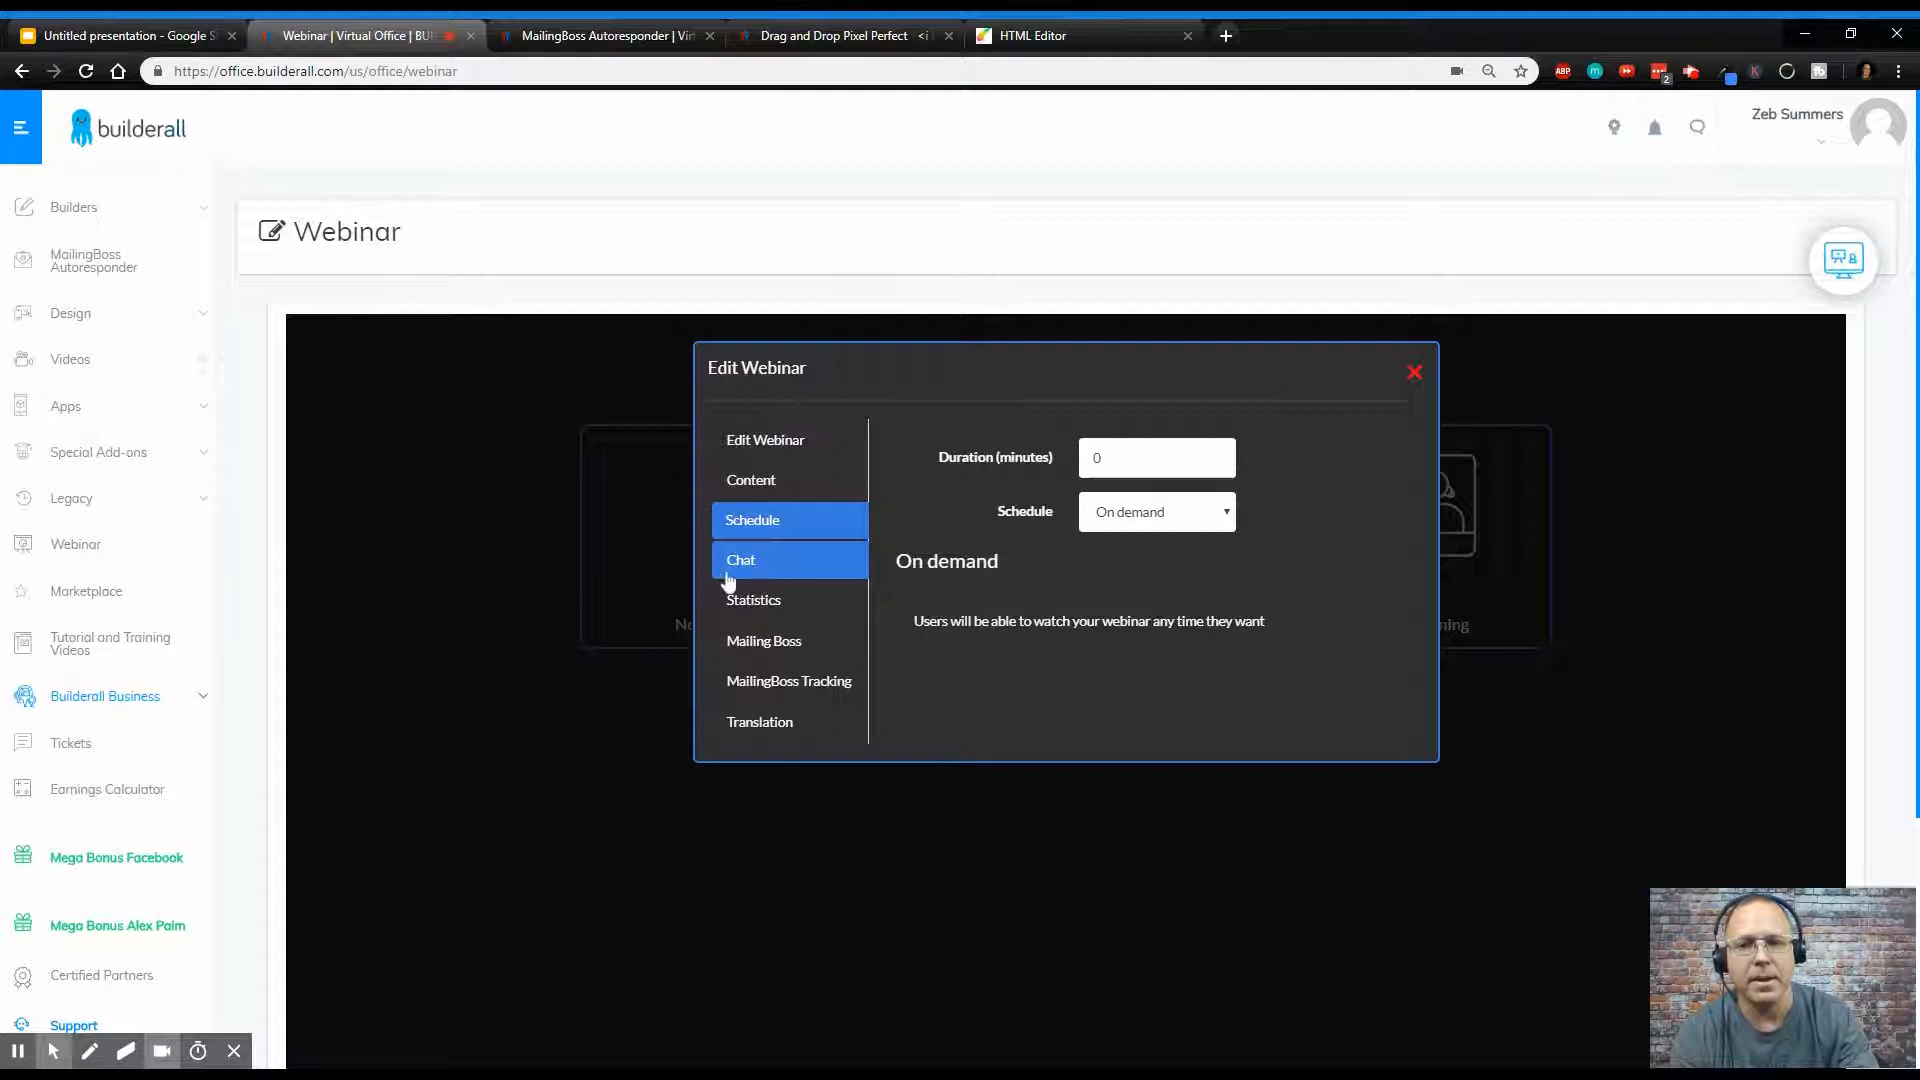 Untitled presentation - Google S
Webinar | Virtual Office | BU
MailingBoss Autoresponder | Vir
Drag and Drop Pixel Perfect <i
HTML Editor
https://office.builderall.com/us/office/webinar
ABP
2
builderall
Zeb Summers
Builders
MailingBoss
Autoresponder
Design
Videos
Apps
Special Add-ons
Legacy
Webinar
Marketplace
Tutorial and Training
Videos
Builderall Business
Tickets
Earnings Calculator
Mega Bonus Facebook
Mega Bonus Alex Paim
Certified Partners
Support
Webinar
Edit Webinar
Edit Webinar
Content
Schedule
Chat
Statistics
Mailing Boss
MailingBoss Tracking
Translation
Duration (minutes)
0
Schedule
On demand
On demand
Users will be able to watch your webinar any time they want
Ne
ning